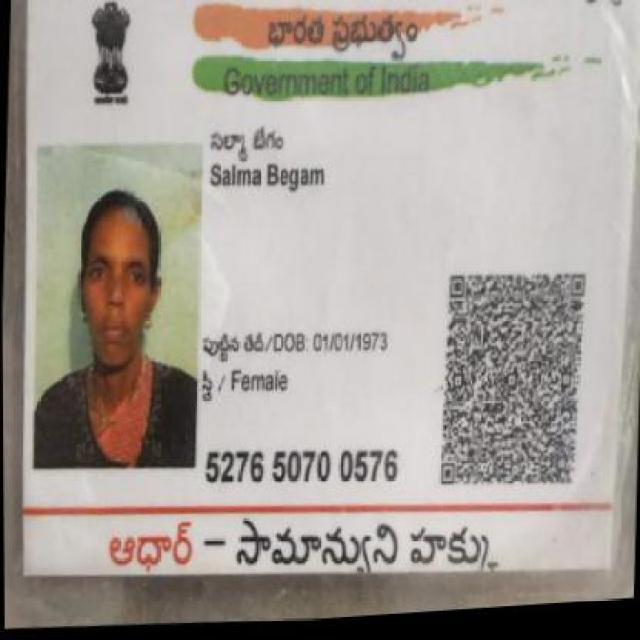 భారత ప్రభుత్వం
Government of India
సల్మా బేగం
Salma Begam
పుట్టిన తేదీ/DOB: 01/01/1973
స్త్రీ / Female
5276 5070 0576
ఆధార్ – సామాన్యుని హక్కు